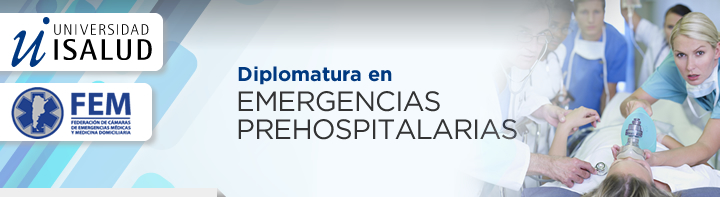 UNIVERSIDAD
ISALUD
FEM
FEDERACIÓN DE CÁMARAS
DE EMERGENCIAS MÉDICAS
Y MEDICINA DOMICILIARIA
Diplomatura en
EMERGENCIAS
PREHOSPITALARIAS